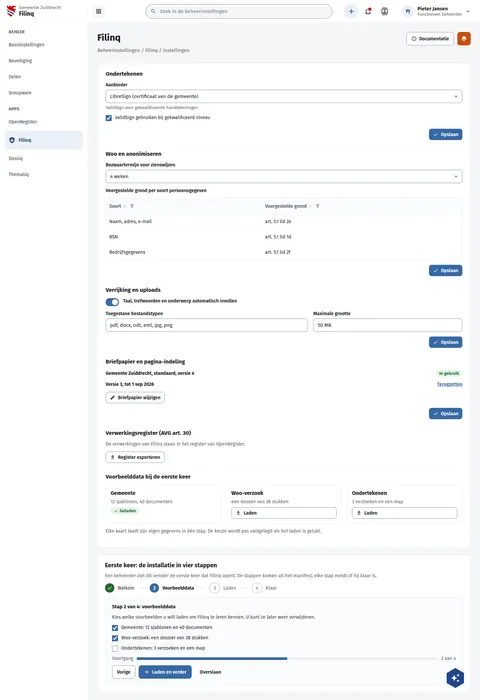 Gemeente Zuiddrecht
Filinq
Zoek in de beheerinstellingen
PJ
Pieter Jansen
Functioneel beheerder
BEHEER
Basisinstellingen
Beveiliging
Delen
Groupware
APPS
OpenRegister
Filinq
Dossiq
Thematiq
Filinq
Beheerinstellingen / Filinq / Instellingen
Documentatie
Ondertekenen
Aanbieder
LibreSign (certificaat van de gemeente)
ValidSign voor gekwalificeerde handtekeningen
ValidSign gebruiken bij gekwalificeerd niveau
Opslaan
Woo en anonimiseren
Bezwaartermijn voor zienswijzen
4 weken
Voorgestelde grond per soort persoonsgegeven
Soort
Voorgestelde grond
Naam, adres, e-mail
art. 5.1 lid 2e
BSN
art. 5.1 lid 1d
Bedrijfsgegevens
art. 5.1 lid 2f
Opslaan
Verrijking en uploads
Taal, trefwoorden en onderwerp automatisch invullen
Toegestane bestandstypen
Maximale grootte
pdf, docx, odt, eml, jpg, png
50 MB
Opslaan
Briefpapier en pagina-indeling
Gemeente Zuiddrecht, standaard, versie 4
In gebruik
Versie 3, tot 1 sep 2026
Terugzetten
Briefpapier wijzigen
Opslaan
Verwerkingsregister (AVG art. 30)
De verwerkingen van Filinq staan in het register van OpenRegister.
Register exporteren
Voorbeelddata bij de eerste keer
Gemeente
12 sjablonen, 40 documenten
Geladen
Woo-verzoek
een dossier van 38 stukken
Laden
Ondertekenen
3 verzoeken en een map
Laden
Elke kaart laadt zijn eigen gegevens in één stap. De keuze wordt pas vastgelegd als het laden is gelukt.
Eerste keer: de installatie in vier stappen
Een beheerder ziet dit venster de eerste keer dat Filinq opent. De stappen komen uit het manifest, elke stap meldt of hij klaar is.
Welkom
2
Voorbeelddata
3
Laden
4
Klaar
Stap 2 van 4: voorbeelddata
Kies welke voorbeelden u wilt laden om Filinq te leren kennen. U kunt ze later weer verwijderen.
Gemeente: 12 sjablonen en 40 documenten
Woo-verzoek: een dossier van 38 stukken
Ondertekenen: 3 verzoeken en een map
Voortgang
2 van 4
Vorige
Laden en verder
Overslaan